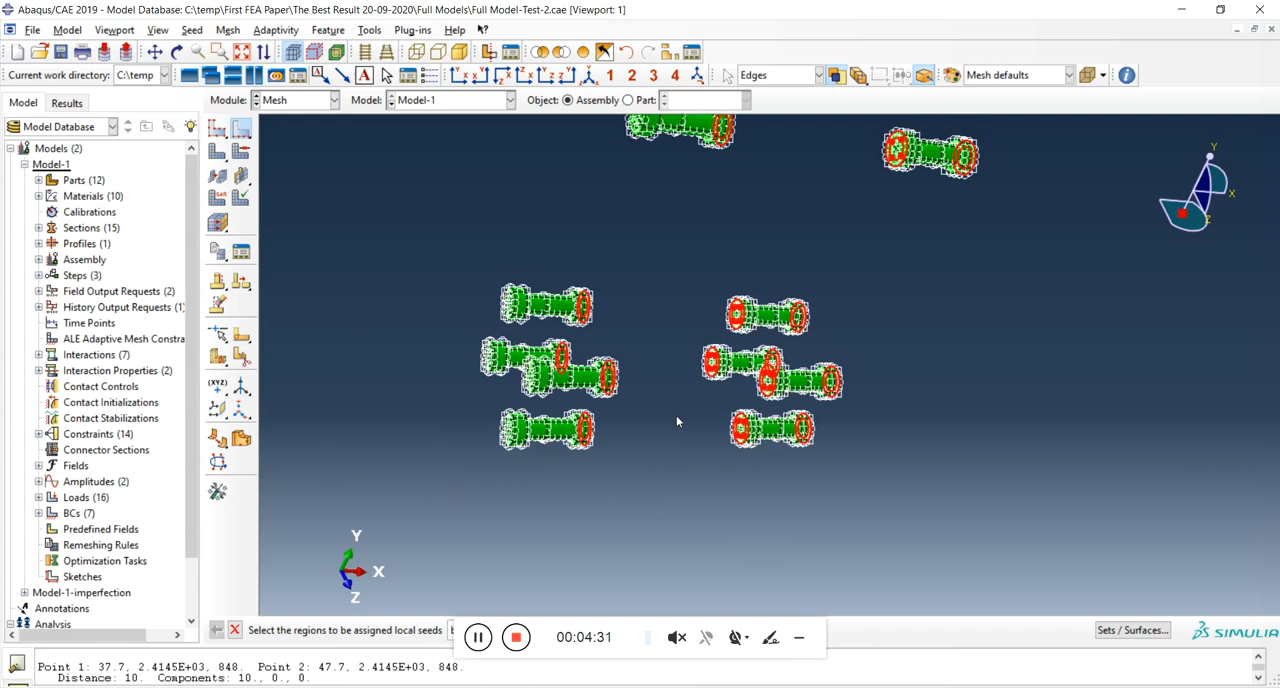 Abaqus/CAE 2019 - Model Database: C:\temp\First FEA Paper\The Best Result 20-09-2020\Full Models\Full Model-Test-2.cae [Viewport: 1]
File Model Viewport View Seed Mesh Adaptivity Feature Tools Plug-ins Help
Current work directory: C:\temp 1 2 3 4 Edges Mesh defaults
Model Results Module: Mesh Model: Model-1 Object: Assembly Part:
Model Database
Models (2)
Model-1
Parts (12)
Materials (10)
Calibrations
Sections (15)
Profiles (1)
Assembly
Steps (3)
Field Output Requests (2)
History Output Requests (1)
Time Points
ALE Adaptive Mesh Constra
Interactions (7)
Interaction Properties (2)
Contact Controls
Contact Initializations
Contact Stabilizations
Constraints (14)
Connector Sections
Fields
Amplitudes (2)
Loads (16)
BCs (7)
Predefined Fields
Remeshing Rules
Optimization Tasks
Sketches
Model-1-imperfection
Annotations
Analysis
Y
X
Z
Y
X
Z
Select the regions to be assigned local seeds
00:04:31
Sets / Surfaces...
SIMULIA
Point 1: 37.7, 2.4145E+03, 848. Point 2: 47.7, 2.4145E+03, 848.
Distance: 10. Components: 10., 0., 0.